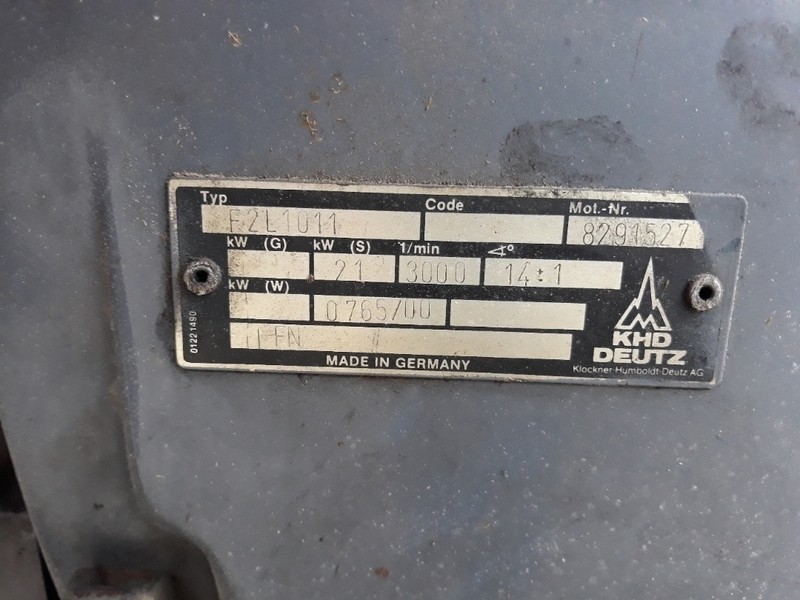 Typ Code Mot.-Nr.
F2L1011 8291527
kW (G) kW (S) 1/min ∢°
21 3000 14±1
kW (W)
0765/00
FN
01221490
KHD
DEUTZ
MADE IN GERMANY
Klöckner-Humboldt-Deutz AG